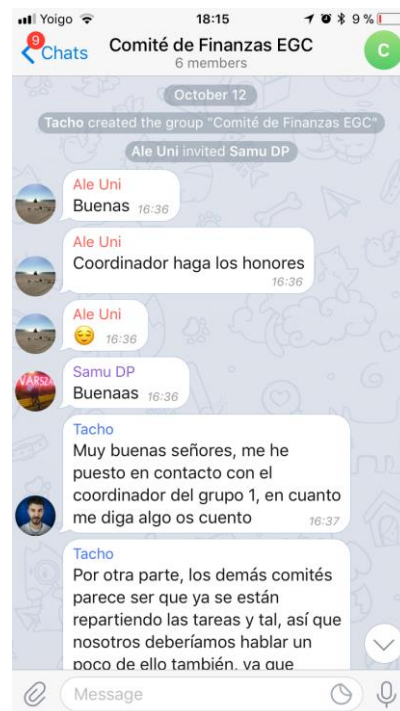 Yoigo 18:15 9 %
9
Chats Comité de Finanzas EGC C
6 members
October 12
Tacho created the group "Comité de Finanzas EGC"
Ale Uni invited Samu DP
Ale Uni
Buenas 16:36
Ale Uni
Coordinador haga los honores
16:36
Ale Uni
😌 16:36
VARSZA
Samu DP
Buenaas 16:36
Tacho
Muy buenas señores, me he
puesto en contacto con el
coordinador del grupo 1, en cuanto
me diga algo os cuento 16:37
Tacho
Por otra parte, los demás comités
parece ser que ya se están
repartiendo las tareas y tal, así que
nosotros deberíamos hablar un
poco de ello también, ya que
Message